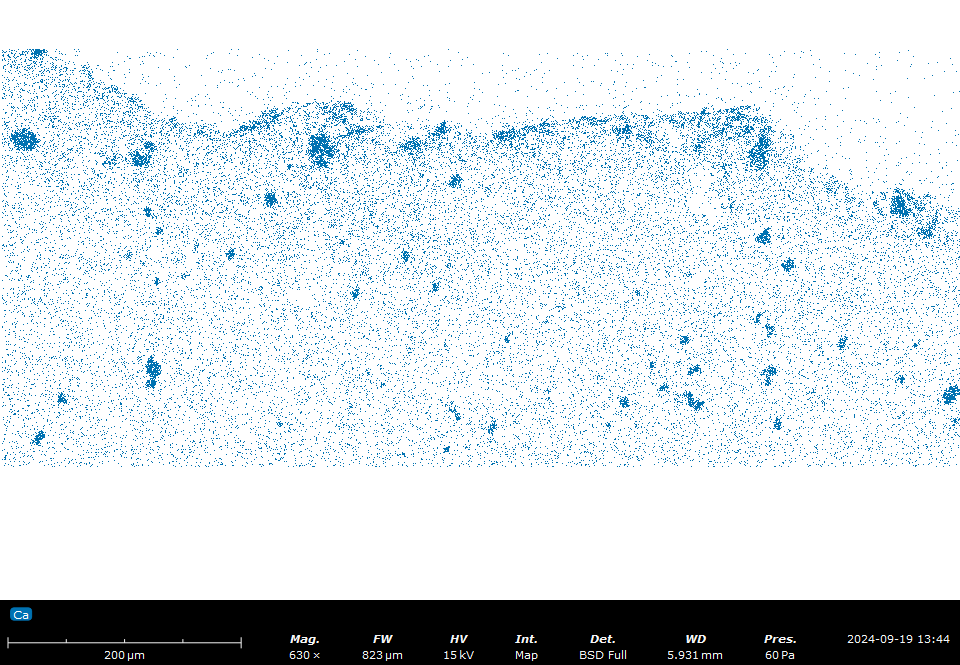 Ca
Mag. FW HV Int. Det. WD Pres. 2024-09-19 13:44
200 µm 630 × 823 µm 15 kV Map BSD Full 5.931 mm 60 Pa